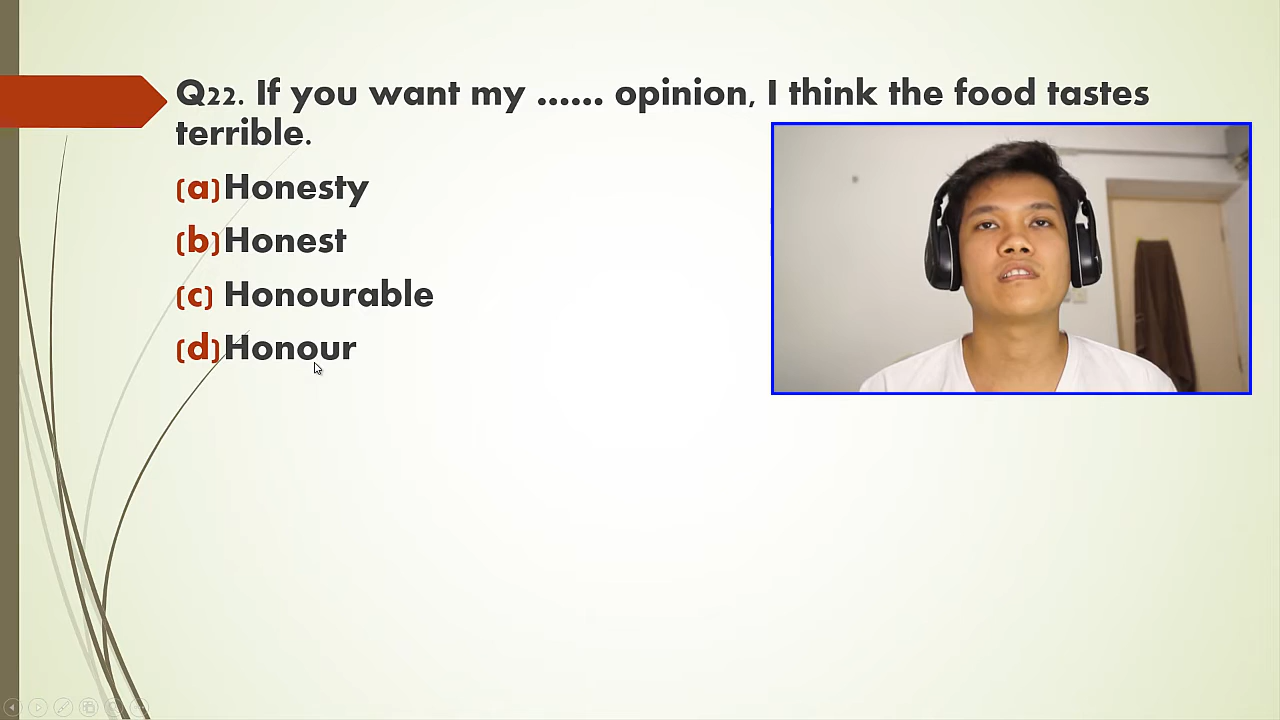 Q22. If you want my ...... opinion, I think the food tastes
terrible.
(a)Honesty
(b)Honest
(c) Honourable
(d)Honour